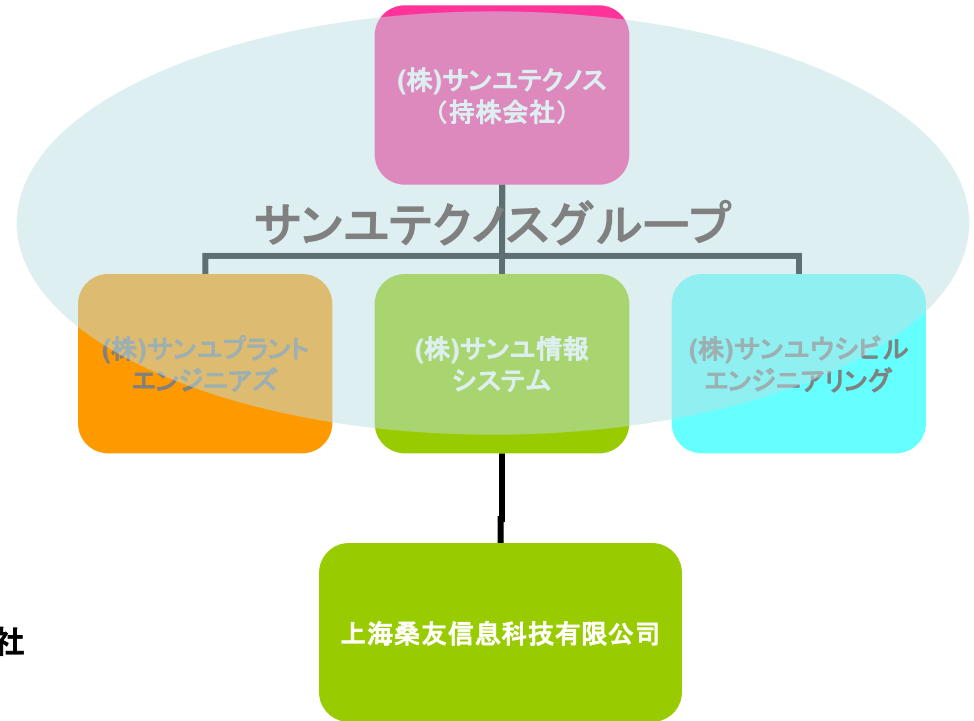 (株)サンユテクノス
（持株会社）
サンユテクノスグループ
(株)サンユプラント
エンジニアズ
(株)サンユ情報
システム
(株)サンユウシビル
エンジニアリング
上海桑友信息科技有限公司
社